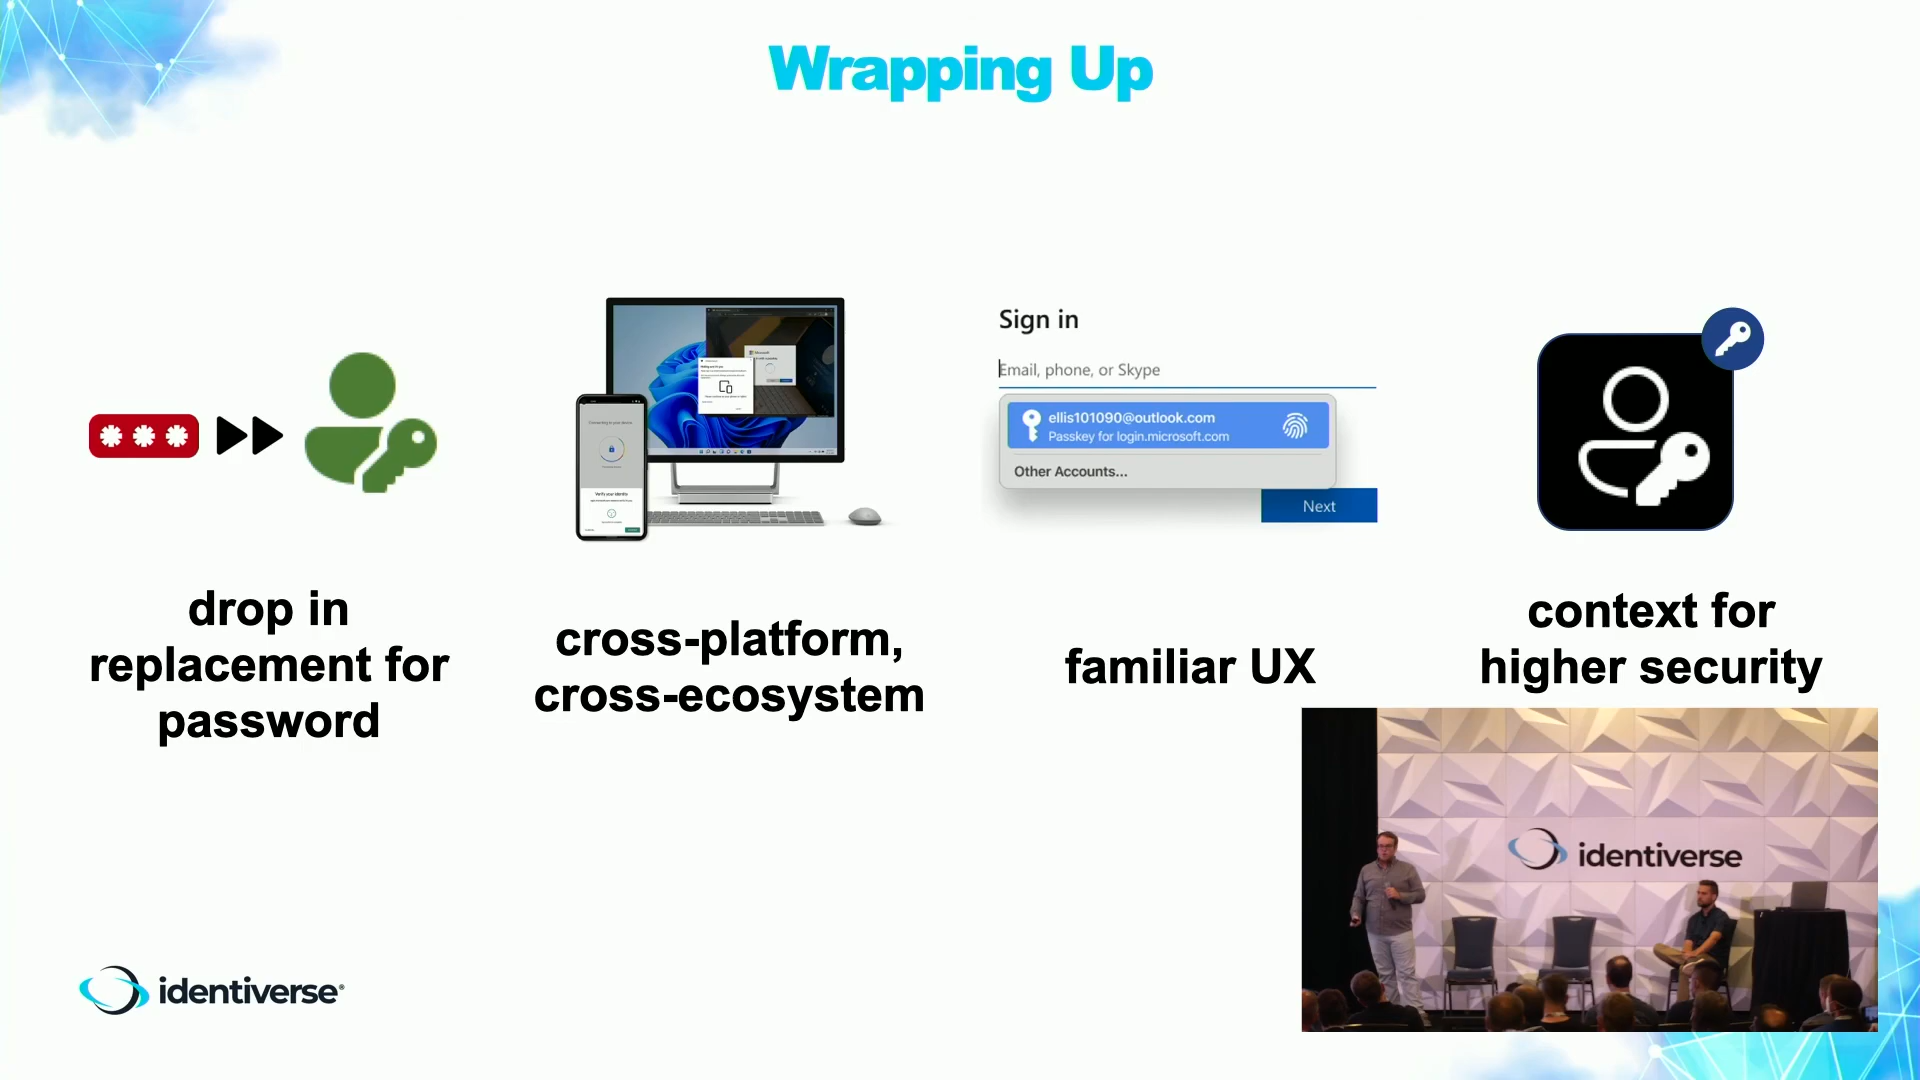 Wrapping Up
drop in
replacement for
password
cross-platform,
cross-ecosystem
Sign in
Email, phone, or Skype
ellis101090@outlook.com
Passkey for login.microsoft.com
Other Accounts...
Next
familiar UX
context for
higher security
identiverse
identiverse®